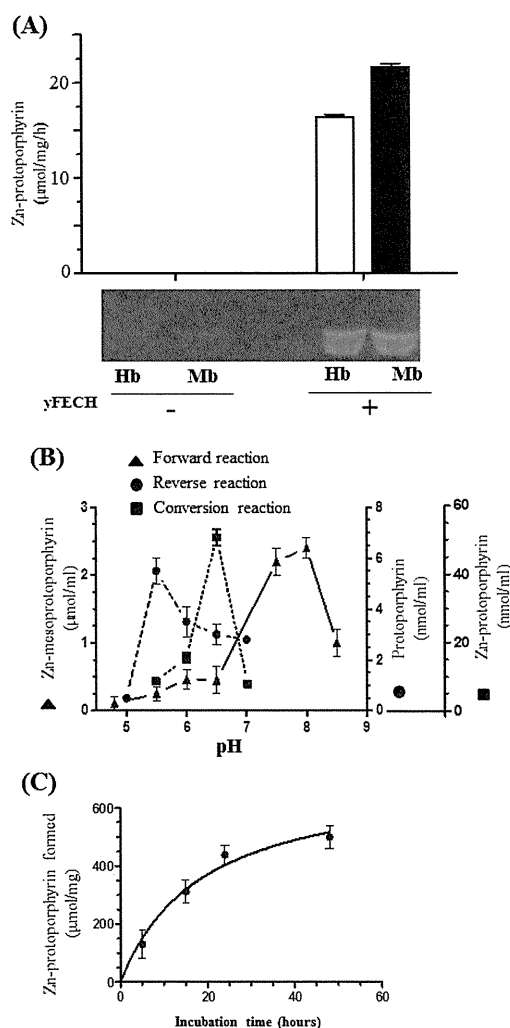 (A)
Zn-protoporphyrin
(μmol/mg/h)
20
10
0
Hb Mb Hb Mb
yFECH - +
(B)
Forward reaction
Reverse reaction
Conversion reaction
Zn-mesoprotoporphyrin
(μmol/ml)
3
2
1
0
5 6 7 8 9
pH
8
6
4
2
0
Protoporphyrin
(nmol/ml)
60
40
20
0
Zn-protoporphyrin
(nmol/ml)
(C)
Zn-protoporphyrin formed
(μmol/mg)
600
400
200
0
0 20 40 60
Incubation time (hours)